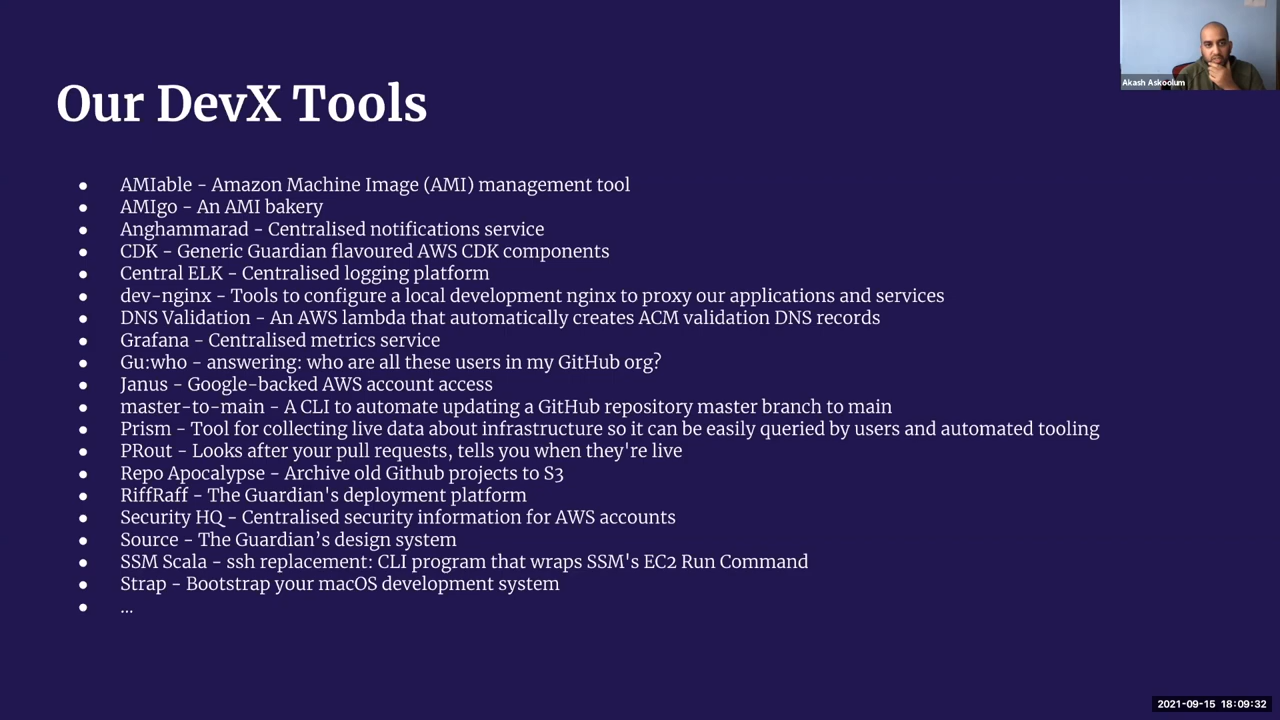 Akash Askoolum
Our DevX Tools
● AMIable - Amazon Machine Image (AMI) management tool
● AMIgo - An AMI bakery
● Anghammarad - Centralised notifications service
● CDK - Generic Guardian flavoured AWS CDK components
● Central ELK - Centralised logging platform
● dev-nginx - Tools to configure a local development nginx to proxy our applications and services
● DNS Validation - An AWS lambda that automatically creates ACM validation DNS records
● Grafana - Centralised metrics service
● Gu:who - answering: who are all these users in my GitHub org?
● Janus - Google-backed AWS account access
● master-to-main - A CLI to automate updating a GitHub repository master branch to main
● Prism - Tool for collecting live data about infrastructure so it can be easily queried by users and automated tooling
● PRout - Looks after your pull requests, tells you when they're live
● Repo Apocalypse - Archive old Github projects to S3
● RiffRaff - The Guardian's deployment platform
● Security HQ - Centralised security information for AWS accounts
● Source - The Guardian’s design system
● SSM Scala - ssh replacement: CLI program that wraps SSM's EC2 Run Command
● Strap - Bootstrap your macOS development system
● ...
2021-09-15 18:09:32